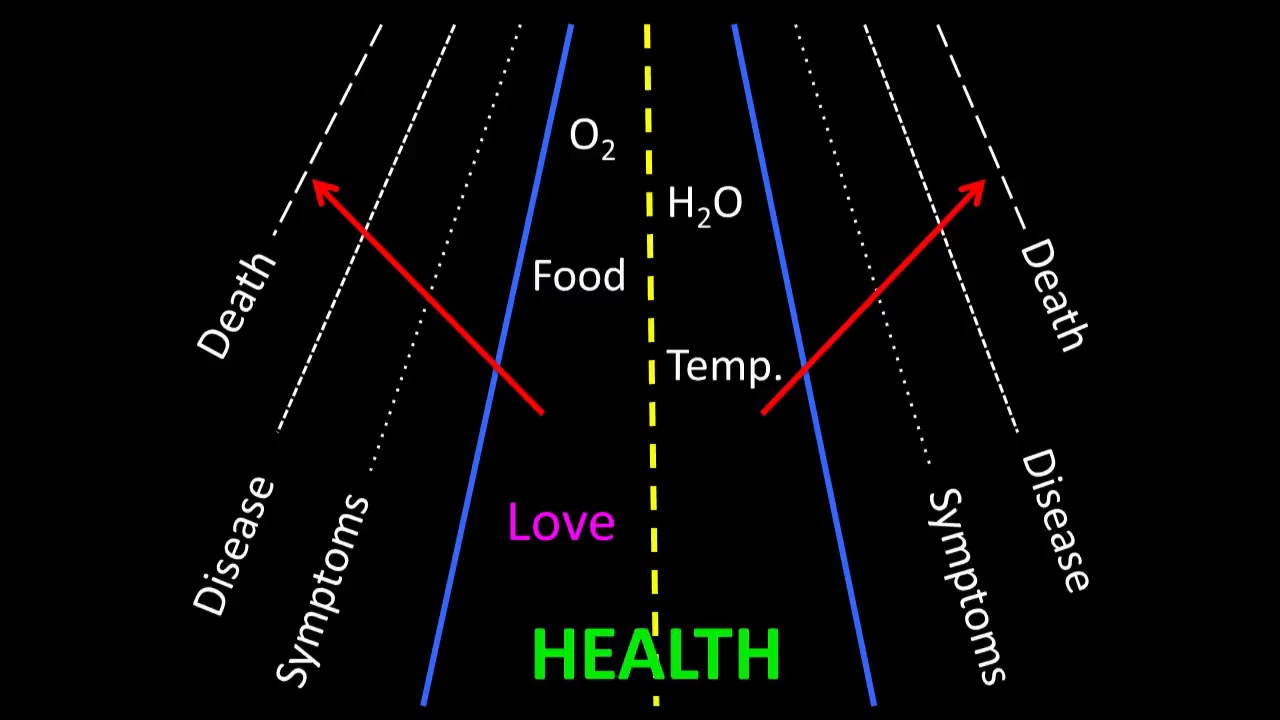 O₂
H₂O
Food
Temp.
Death
Death
Love
Disease
Disease
Symptoms
Symptoms
HEALTH